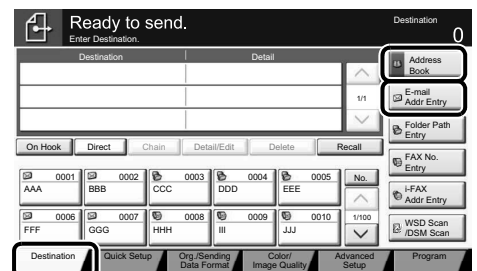 Ready to send.
Enter Destination.
Destination
0
Destination Detail
1/1
Address
Book
E-mail
Addr Entry
Folder Path
Entry
FAX No.
Entry
i-FAX
Addr Entry
WSD Scan
/DSM Scan
On Hook Direct Chain Detail/Edit Delete Recall
0001 0002 0003 0004 0005 No.
AAA BBB CCC DDD EEE
0006 0007 0008 0009 0010 1/100
FFF GGG HHH III JJJ
Destination Quick Setup Org./Sending
Data Format Color/
Image Quality Advanced
Setup Program